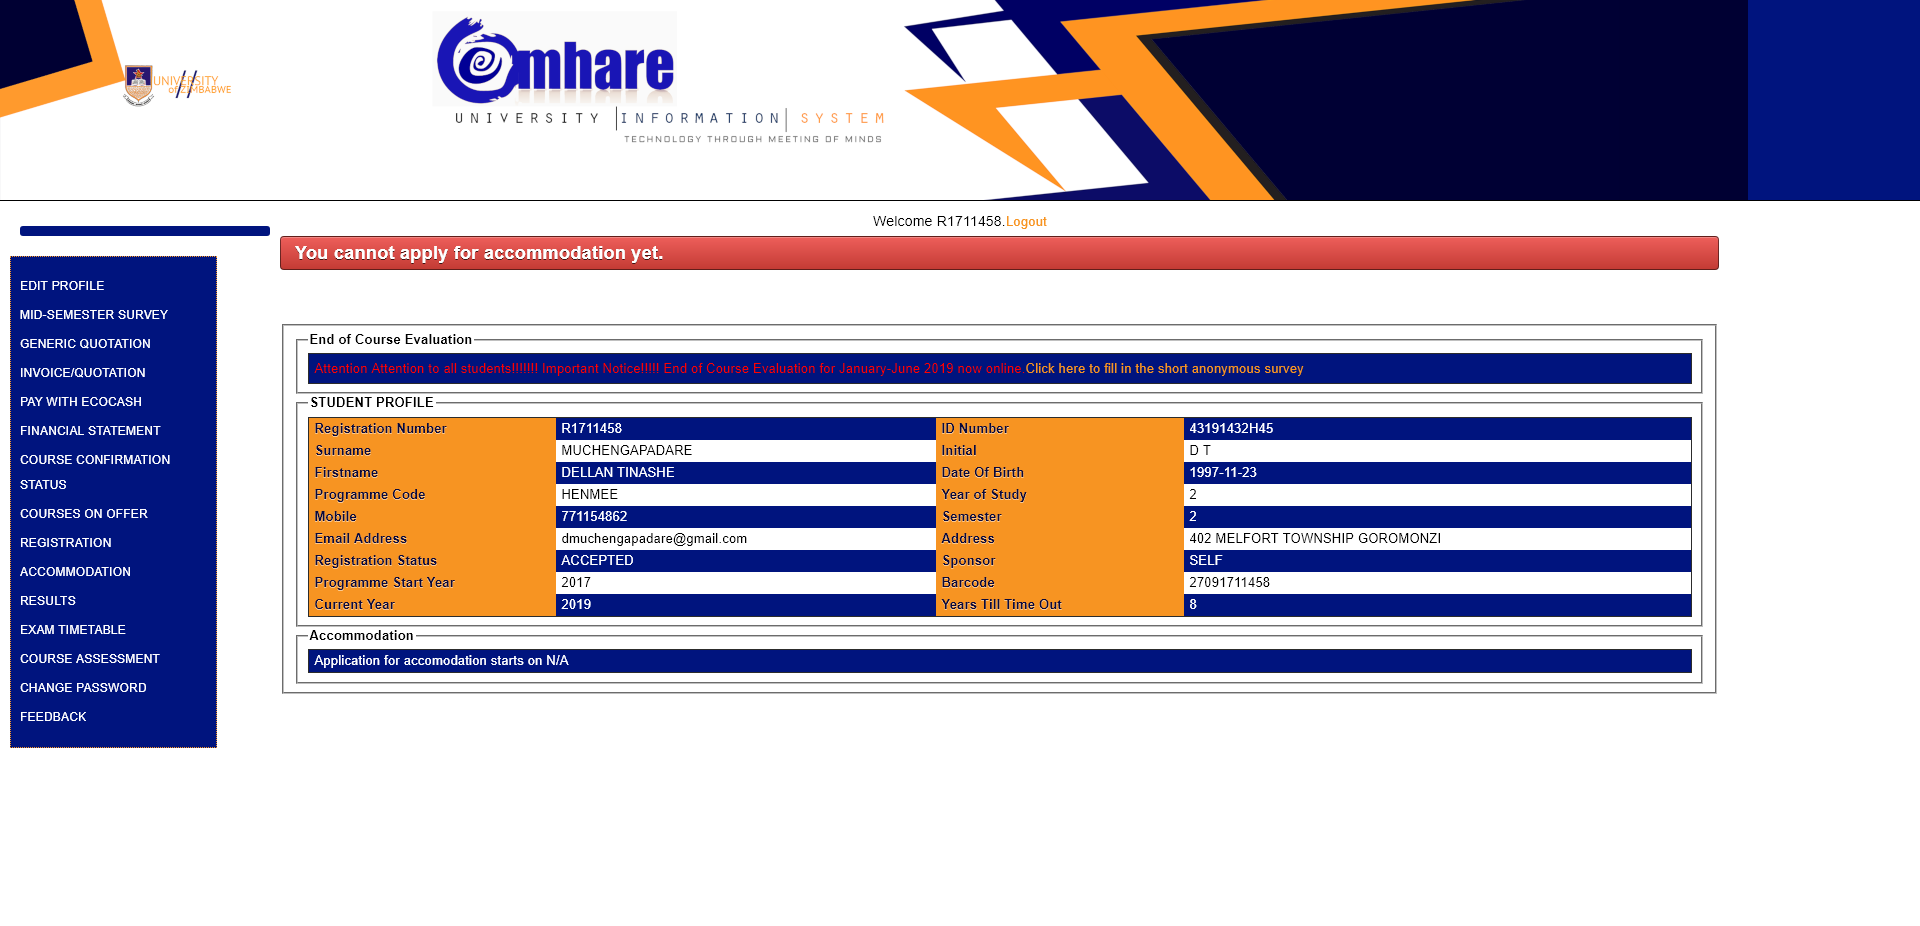 UNIVERSITY
of ZIMBABWE
emhare
UNIVERSITY |INFORMATION| SYSTEM
TECHNOLOGY THROUGH MEETING OF MINDS
Welcome R1711458.Logout
You cannot apply for accommodation yet.
EDIT PROFILE
MID-SEMESTER SURVEY
GENERIC QUOTATION
INVOICE/QUOTATION
PAY WITH ECOCASH
FINANCIAL STATEMENT
COURSE CONFIRMATION
STATUS
COURSES ON OFFER
REGISTRATION
ACCOMMODATION
RESULTS
EXAM TIMETABLE
COURSE ASSESSMENT
CHANGE PASSWORD
FEEDBACK
End of Course Evaluation
Attention Attention to all students!!!!!!! Important Notice!!!!! End of Course Evaluation for January-June 2019 now online Click here to fill in the short anonymous survey
STUDENT PROFILE
Registration Number R1711458 ID Number 43191432H45
Surname MUCHENGAPADARE Initial D T
Firstname DELLAN TINASHE Date Of Birth 1997-11-23
Programme Code HENMEE Year of Study 2
Mobile 771154862 Semester 2
Email Address dmuchengapadare@gmail.com Address 402 MELFORT TOWNSHIP GOROMONZI
Registration Status ACCEPTED Sponsor SELF
Programme Start Year 2017 Barcode 27091711458
Current Year 2019 Years Till Time Out 8
Accommodation
Application for accomodation starts on N/A